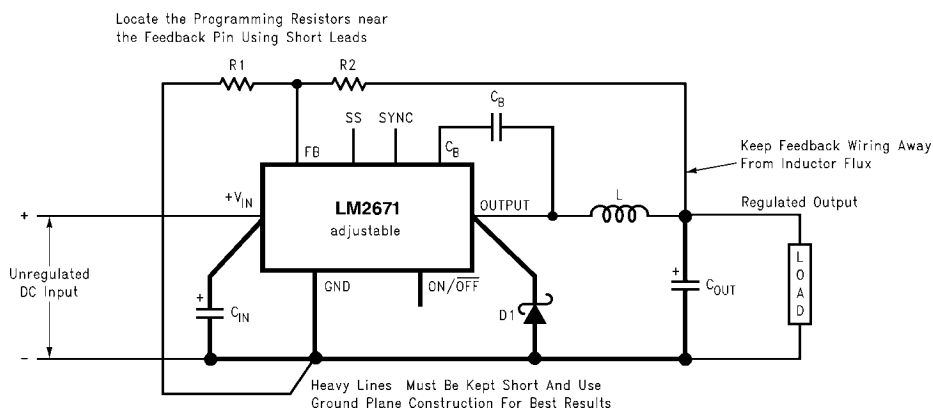 Locate the Programming Resistors near
the Feedback Pin Using Short Leads
R1
R2
C_B
SS
SYNC
FB
C_B
Keep Feedback Wiring Away
From Inductor Flux
+V_IN
LM2671
adjustable
OUTPUT
L
Regulated Output
+
Unregulated
DC Input
-
+
C_IN
GND
ON/O̅F̅F̅
D1
+
C_OUT
LOAD
Heavy Lines Must Be Kept Short And Use
Ground Plane Construction For Best Results